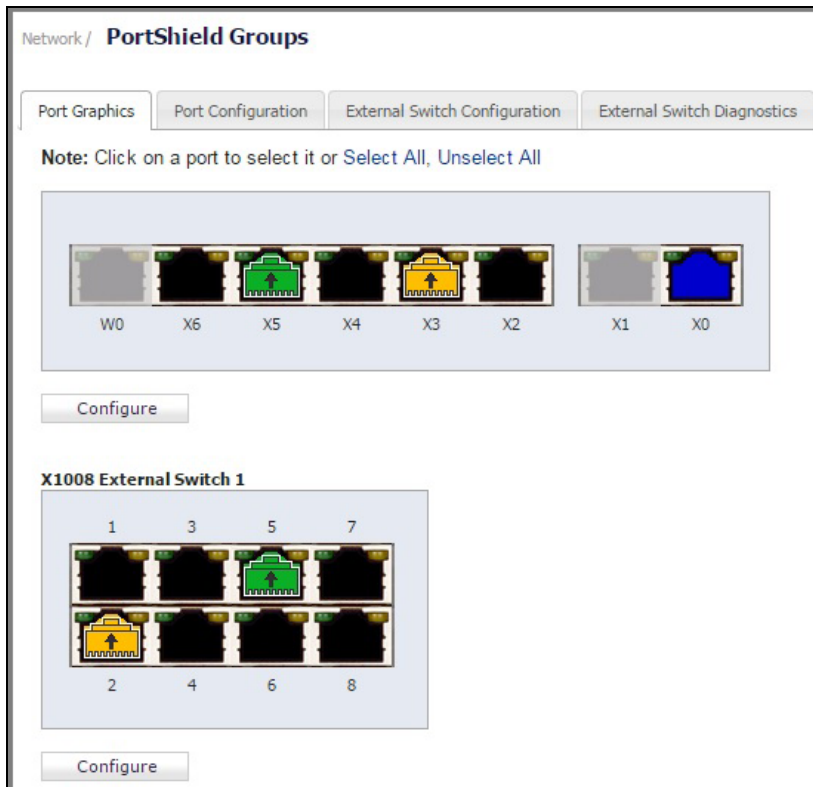 Network / PortShield Groups
Port Graphics Port Configuration External Switch Configuration External Switch Diagnostics
Note: Click on a port to select it or Select All, Unselect All
W0 X6 X5 X4 X3 X2 X1 X0
Configure
X1008 External Switch 1
1 3 5 7
2 4 6 8
Configure